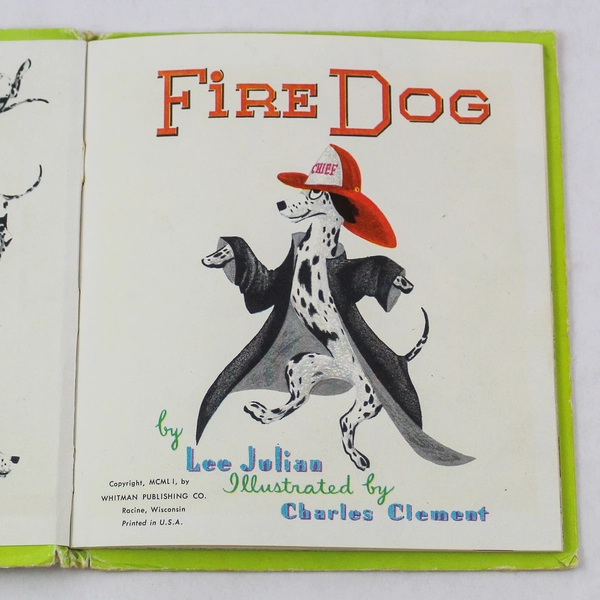 FIRE DOG
CHIEF
by
Lee Julian
Illustrated by
Charles Clement
Copyright, MCMLI, by
WHITMAN PUBLISHING CO.
Racine, Wisconsin
Printed in U.S.A.